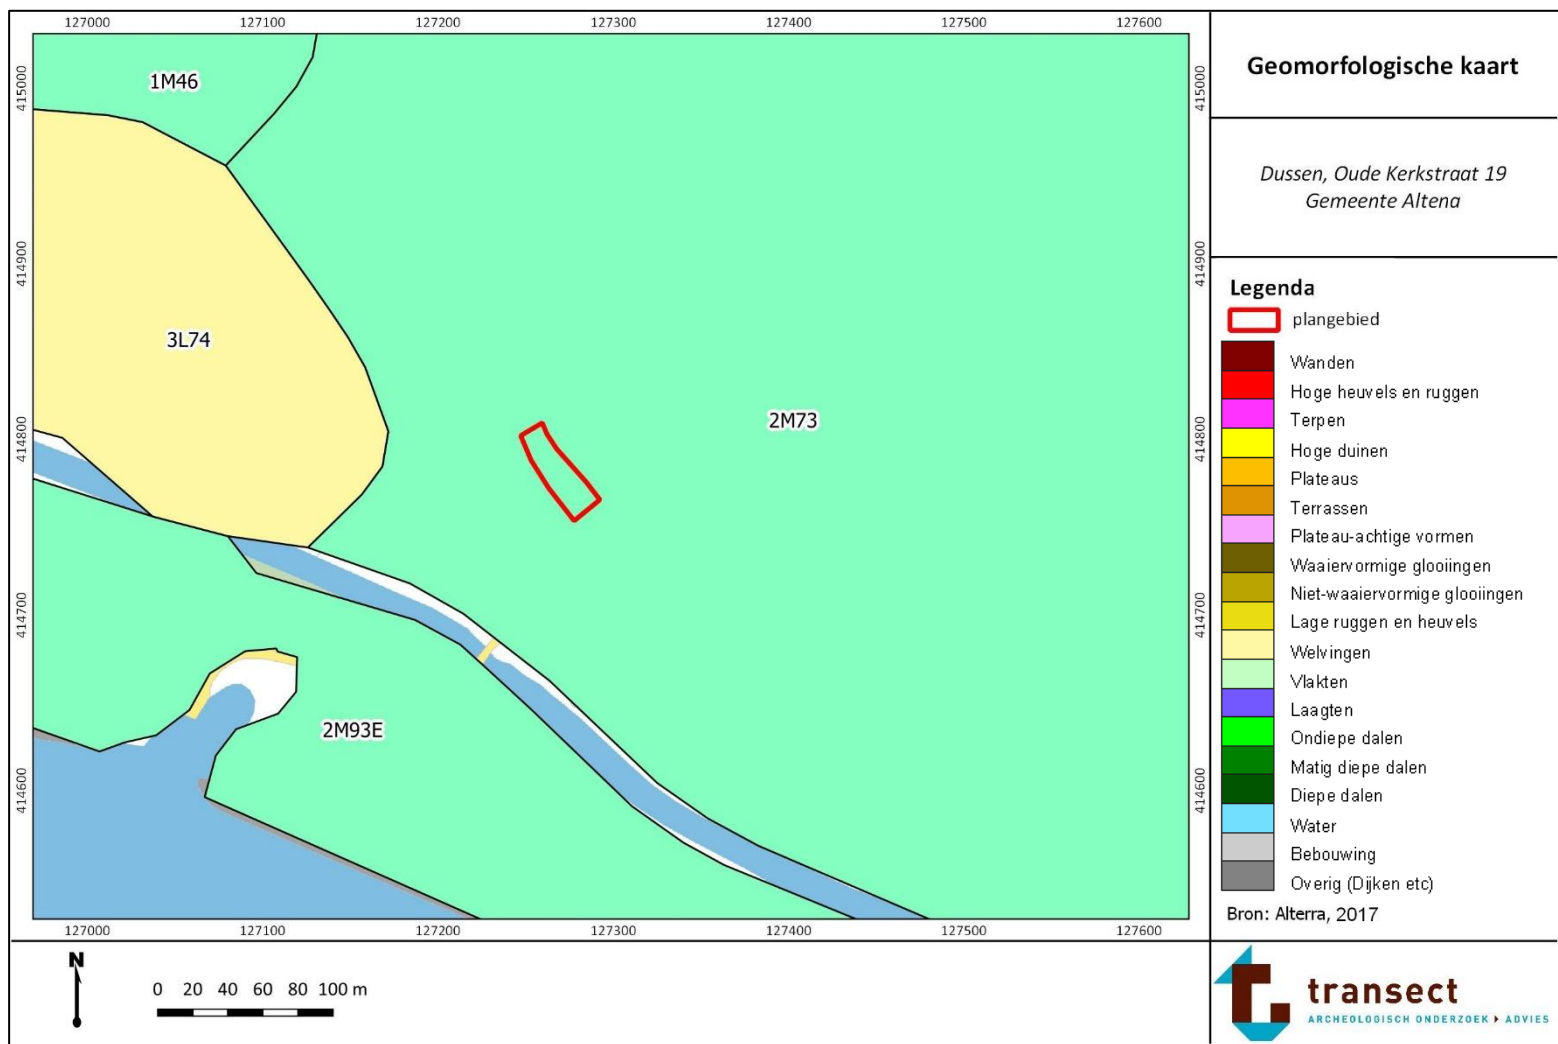 127000 127100 127200 127300 127400 127500 127600
415000
414900
414800
414700
414600
1M46
3L74
2M73
2M93E
415000
414900
414800
414700
414600
127000 127100 127200 127300 127400 127500 127600
N
0 20 40 60 80 100 m
Geomorfologische kaart
Dussen, Oude Kerkstraat 19
Gemeente Altena
Legenda
plangebied
Wanden
Hoge heuvels en ruggen
Terpen
Hoge duinen
Plateaus
Terrassen
Plateau-achtige vormen
Waaiervormige glooiingen
Niet-waaiervormige glooiingen
Lage ruggen en heuvels
Welvingen
Vlakten
Laagten
Ondiepe dalen
Matig diepe dalen
Diepe dalen
Water
Bebouwing
Overig (Dijken etc)
Bron: Alterra, 2017
transect
ARCHEOLOGISCH ONDERZOEK ADVIES